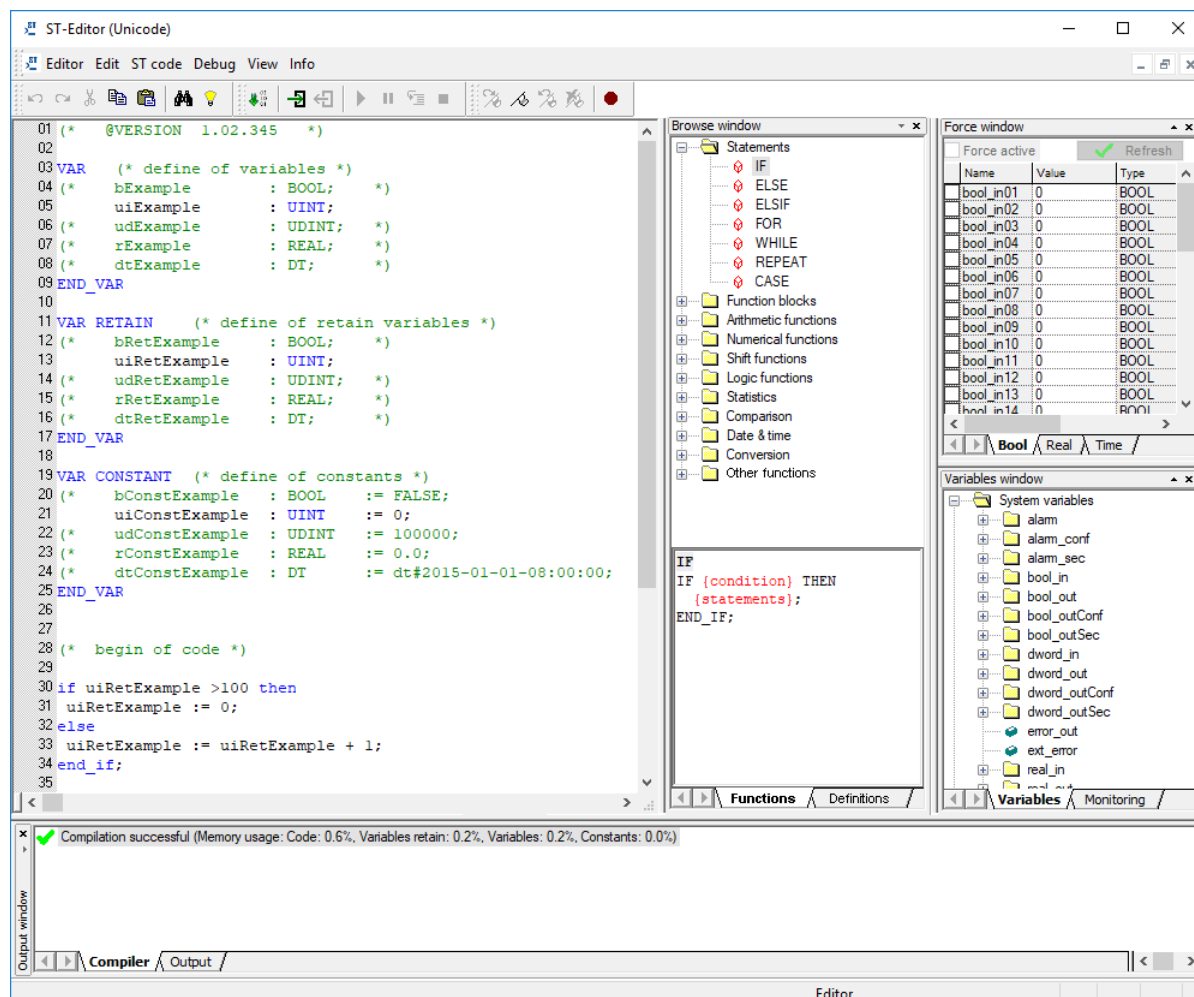 ST-Editor (Unicode)
Editor Edit ST code Debug View Info
01 (*   @VERSION  1.02.345   *)
02
03 VAR   (* define of variables *)
04 (*    bExample         : BOOL;    *)
05       uiExample        : UINT;
06 (*    udExample        : UDINT;   *)
07 (*    rExample         : REAL;    *)
08 (*    dtExample        : DT;      *)
09 END_VAR
10
11 VAR RETAIN    (* define of retain variables *)
12 (*    bRetExample      : BOOL;    *)
13       uiRetExample     : UINT;
14 (*    udRetExample     : UDINT;   *)
15 (*    rRetExample      : REAL;    *)
16 (*    dtRetExample     : DT;      *)
17 END_VAR
18
19 VAR CONSTANT  (* define of constants *)
20 (*    bConstExample    : BOOL    := FALSE;
21       uiConstExample   : UINT    := 0;
22 (*    udConstExample   : UDINT   := 100000;
23 (*    rConstExample    : REAL    := 0.0;
24 (*    dtConstExample   : DT      := dt#2015-01-01-08:00:00;
25 END_VAR
26
27
28 (*  begin of code *)
29
30 if uiRetExample >100 then
31  uiRetExample := 0;
32 else
33  uiRetExample := uiRetExample + 1;
34 end_if;
35
Browse window
Statements
IF
ELSE
ELSIF
FOR
WHILE
REPEAT
CASE
Function blocks
Arithmetic functions
Numerical functions
Shift functions
Logic functions
Statistics
Comparison
Date & time
Conversion
Other functions
IF
IF {condition} THEN
  {statements};
END_IF;
Functions Definitions
Force window
Force active Refresh
Name Value Type
bool_in01 0 BOOL
bool_in02 0 BOOL
bool_in03 0 BOOL
bool_in04 0 BOOL
bool_in05 0 BOOL
bool_in06 0 BOOL
bool_in07 0 BOOL
bool_in08 0 BOOL
bool_in09 0 BOOL
bool_in10 0 BOOL
bool_in11 0 BOOL
bool_in12 0 BOOL
bool_in13 0 BOOL
bool_in14 0 BOOL
Bool Real Time
Variables window
System variables
alarm
alarm_conf
alarm_sec
bool_in
bool_out
bool_outConf
bool_outSec
dword_in
dword_out
dword_outConf
dword_outSec
error_out
ext_error
real_in
real_out
Variables Monitoring
Compilation successful (Memory usage: Code: 0.6%, Variables retain: 0.2%, Variables: 0.2%, Constants: 0.0%)
Output window
Compiler Output
Editor